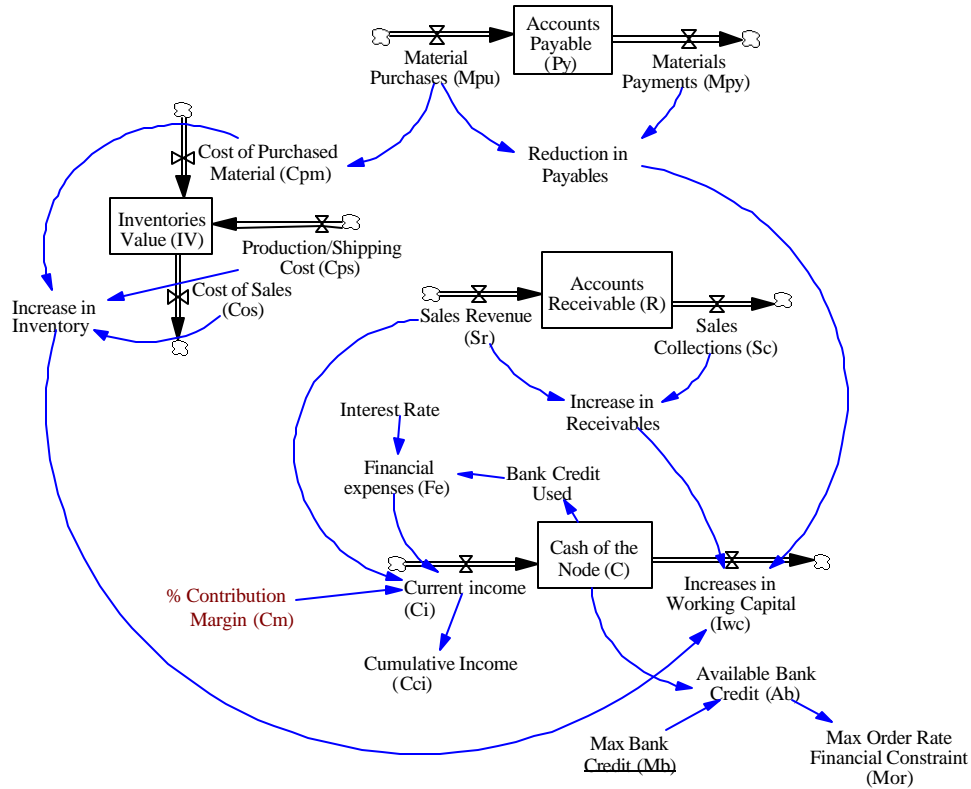 Accounts
Payable
(Py)
Material
Purchases (Mpu)
Materials
Payments (Mpy)
Cost of Purchased
Material (Cpm)
Reduction in
Payables
Inventories
Value (IV)
Production/Shipping
Cost (Cps)
Cost of Sales
(Cos)
Increase in
Inventory
Accounts
Receivable (R)
Sales Revenue
(Sr)
Sales
Collections (Sc)
Increase in
Receivables
Interest Rate
Financial
expenses (Fe)
Bank Credit
Used
Cash of the
Node (C)
% Contribution
Margin (Cm)
Current income
(Ci)
Increases in
Working Capital
(Iwc)
Cumulative Income
(Cci)
Available Bank
Credit (Ab)
Max Bank
Credit (Mb)
Max Order Rate
Financial Constraint
(Mor)